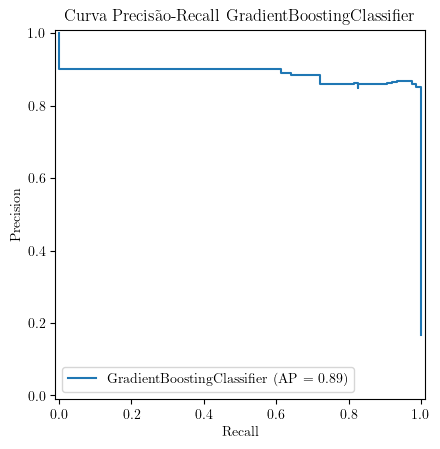 Curva Precisão-Recall GradientBoostingClassifier
1.0
0.8
0.6
0.4
0.2
0.0
Precision
GradientBoostingClassifier (AP = 0.89)
0.0 0.2 0.4 0.6 0.8 1.0
Recall